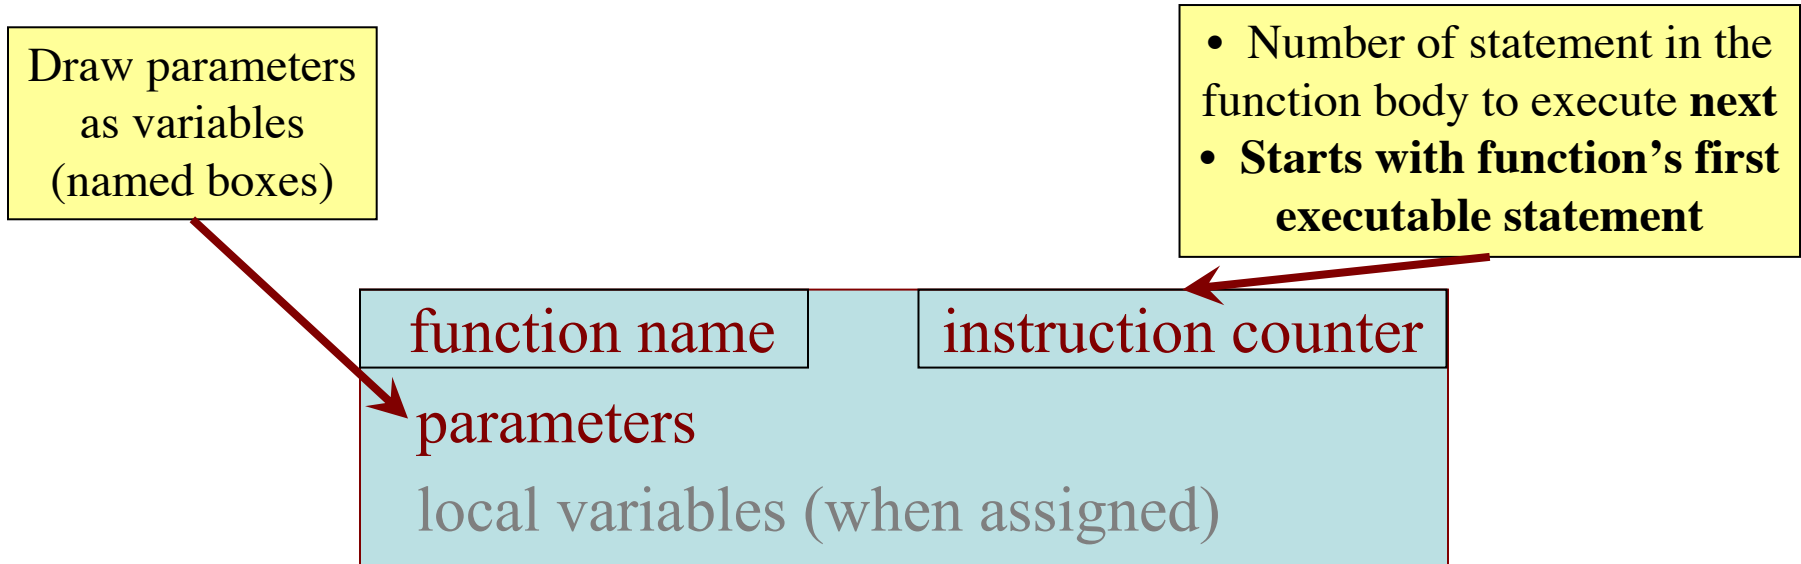 Draw parameters
as variables
(named boxes)
• Number of statement in the
function body to execute next
• Starts with function’s first
executable statement
function name
instruction counter
parameters
local variables (when assigned)